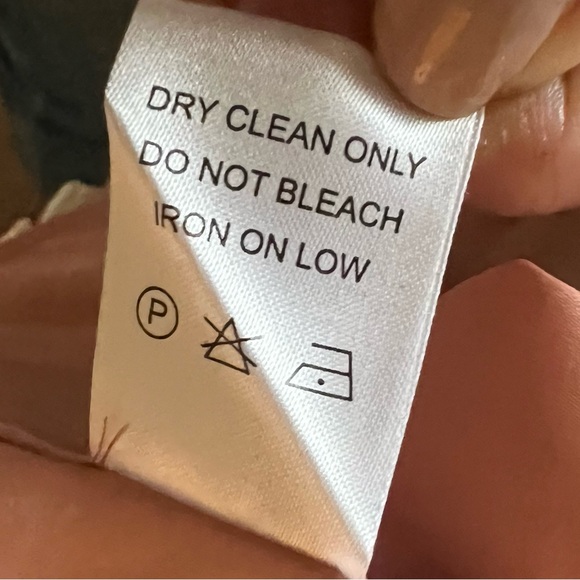 DRY CLEAN ONLY
DO NOT BLEACH
IRON ON LOW
P